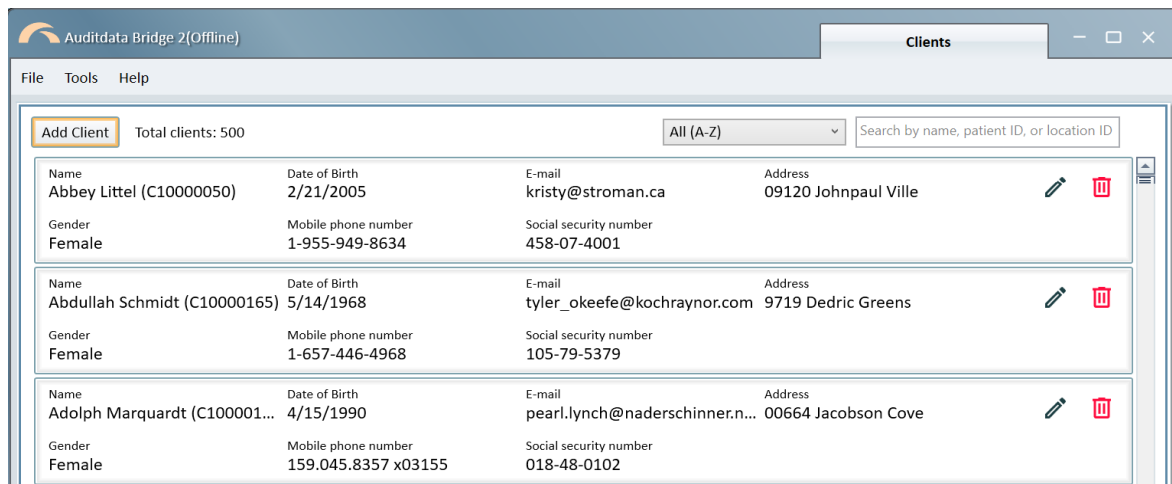 Auditdata Bridge 2(Offline) Clients
File Tools Help
Add Client Total clients: 500 All (A-Z) Search by name, patient ID, or location ID
Name Date of Birth E-mail Address
Abbey Littel (C10000050) 2/21/2005 kristy@stroman.ca 09120 Johnpaul Ville
Gender Mobile phone number Social security number
Female 1-955-949-8634 458-07-4001
Name Date of Birth E-mail Address
Abdullah Schmidt (C10000165) 5/14/1968 tyler_okeefe@kochraynor.com 9719 Dedric Greens
Gender Mobile phone number Social security number
Female 1-657-446-4968 105-79-5379
Name Date of Birth E-mail Address
Adolph Marquardt (C100001... 4/15/1990 pearl.lynch@naderschinner.n... 00664 Jacobson Cove
Gender Mobile phone number Social security number
Female 159.045.8357 x03155 018-48-0102